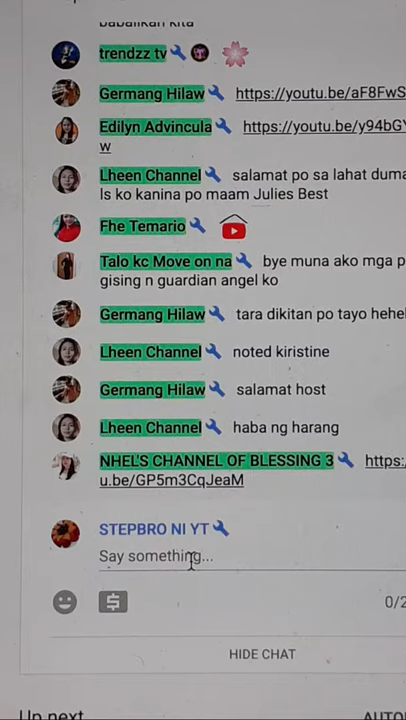 babalikan kita
trendzz tv
Germang Hilaw https://youtu.be/aF8FwS
Edilyn Advincula https://youtu.be/y94bG
w
Lheen Channel salamat po sa lahat duma
ls ko kanina po maam Julies Best
Fhe Temario
Talo kc Move on na bye muna ako mga p
gising n guardian angel ko
Germang Hilaw tara dikitan po tayo hehe
Lheen Channel noted kiristine
Germang Hilaw salamat host
Lheen Channel haba ng harang
NHEL'S CHANNEL OF BLESSING 3 https:
u.be/GP5m3CqJeaM
STEPBRO NI YT
Say something...
0/2
HIDE CHAT
Up next AUTO